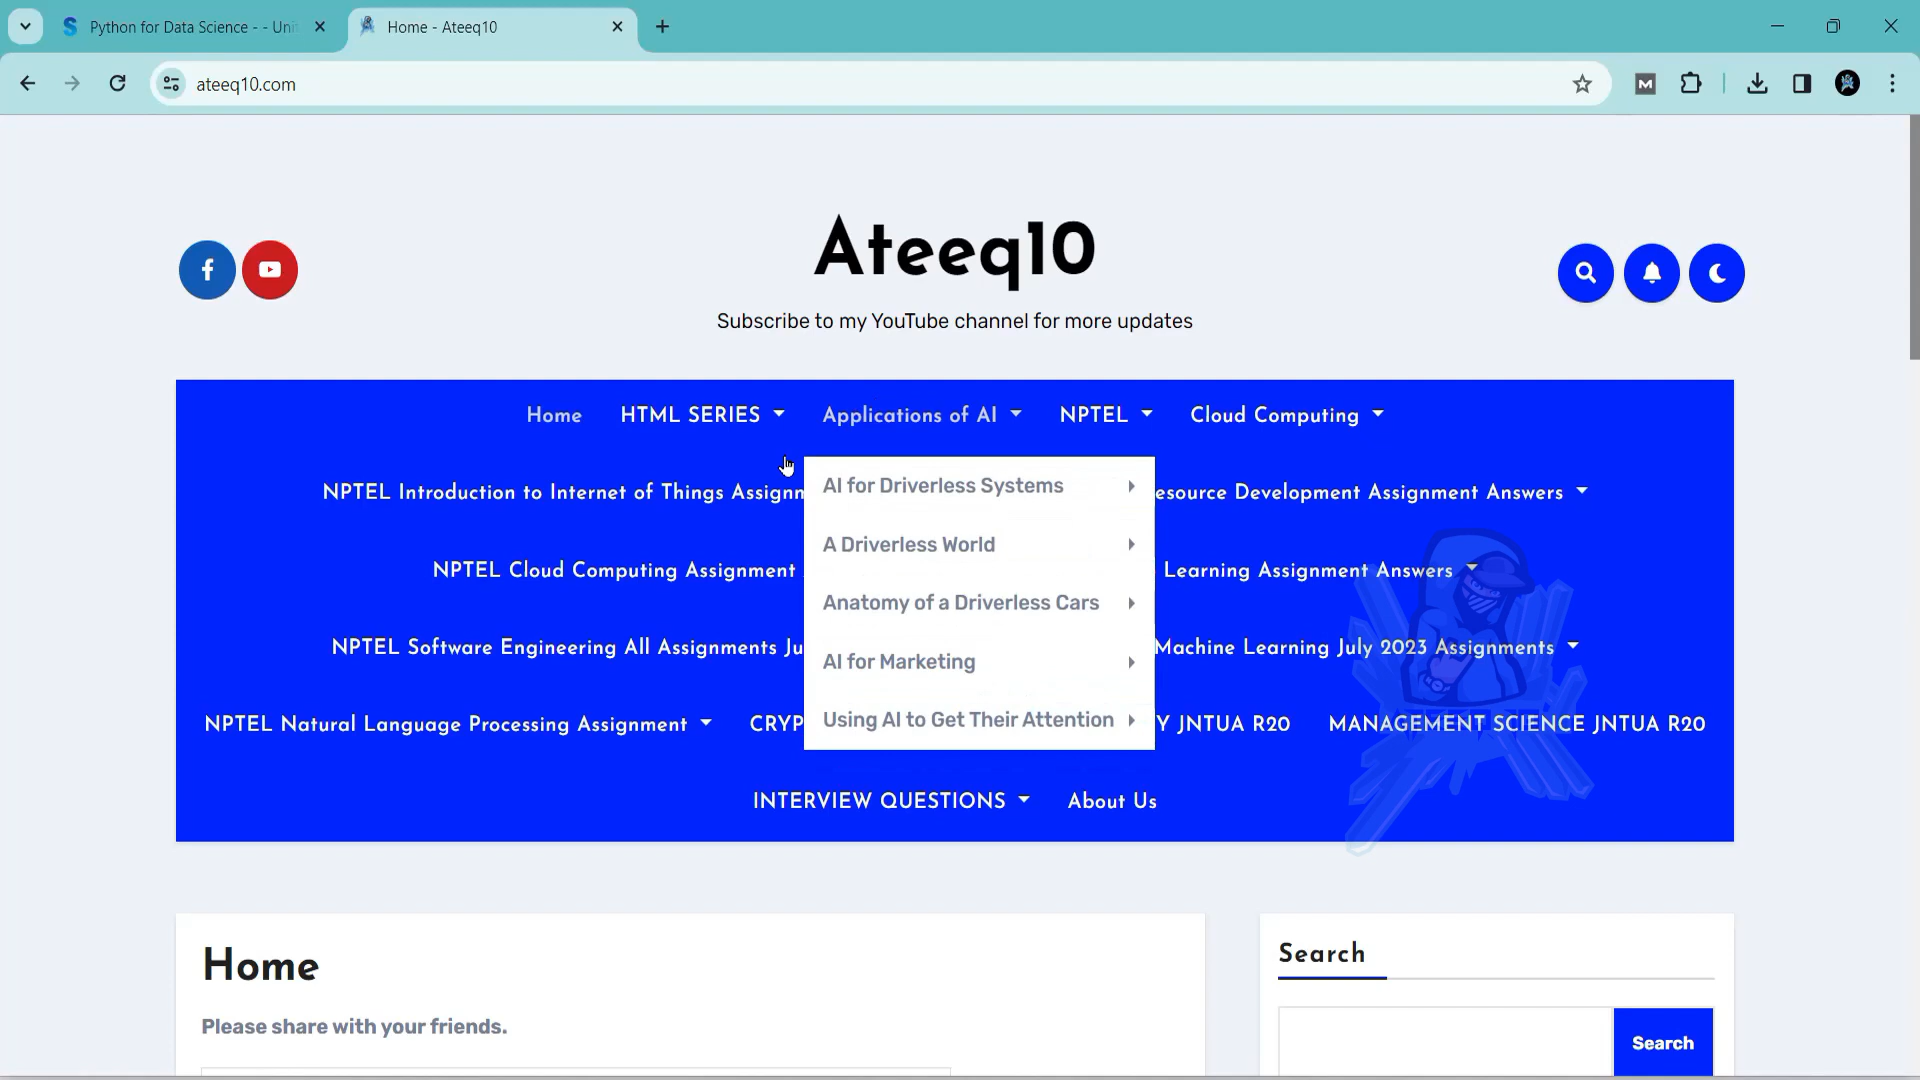 Python for Data Science - - Uni
Home - Ateeq10
ateeq10.com
M
Ateeq10
Subscribe to my YouTube channel for more updates
Home HTML SERIES Applications of AI NPTEL Cloud Computing
AI for Driverless Systems
NPTEL Introduction to Internet of Things esource Development Assignment Answers
A Driverless World
NPTEL Cloud Computing Assignment Learning Assignment Answers
Anatomy of a Driverless Cars
NPTEL Software Engineering All Assignments Ju Machine Learning July 2023 Assignments
AI for Marketing
NPTEL Natural Language Processing Assignment CRYP Y JNTUA R20 MANAGEMENT SCIENCE JNTUA R20
Using AI to Get Their Attention
INTERVIEW QUESTIONS About Us
Home
Please share with your friends.
Search
Search